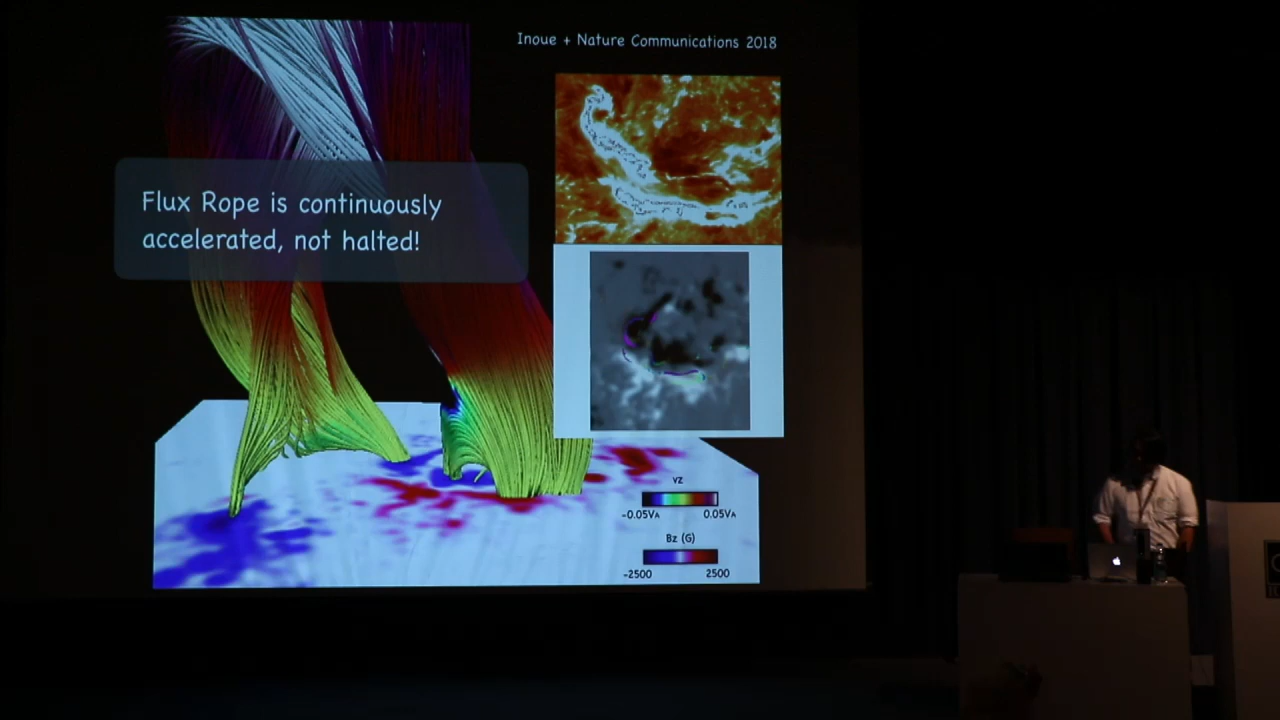 Inoue + Nature Communications 2018
Flux Rope is continuously
accelerated, not halted!
vz
-0.05VA 0.05VA
Bz (G)
-2500 2500